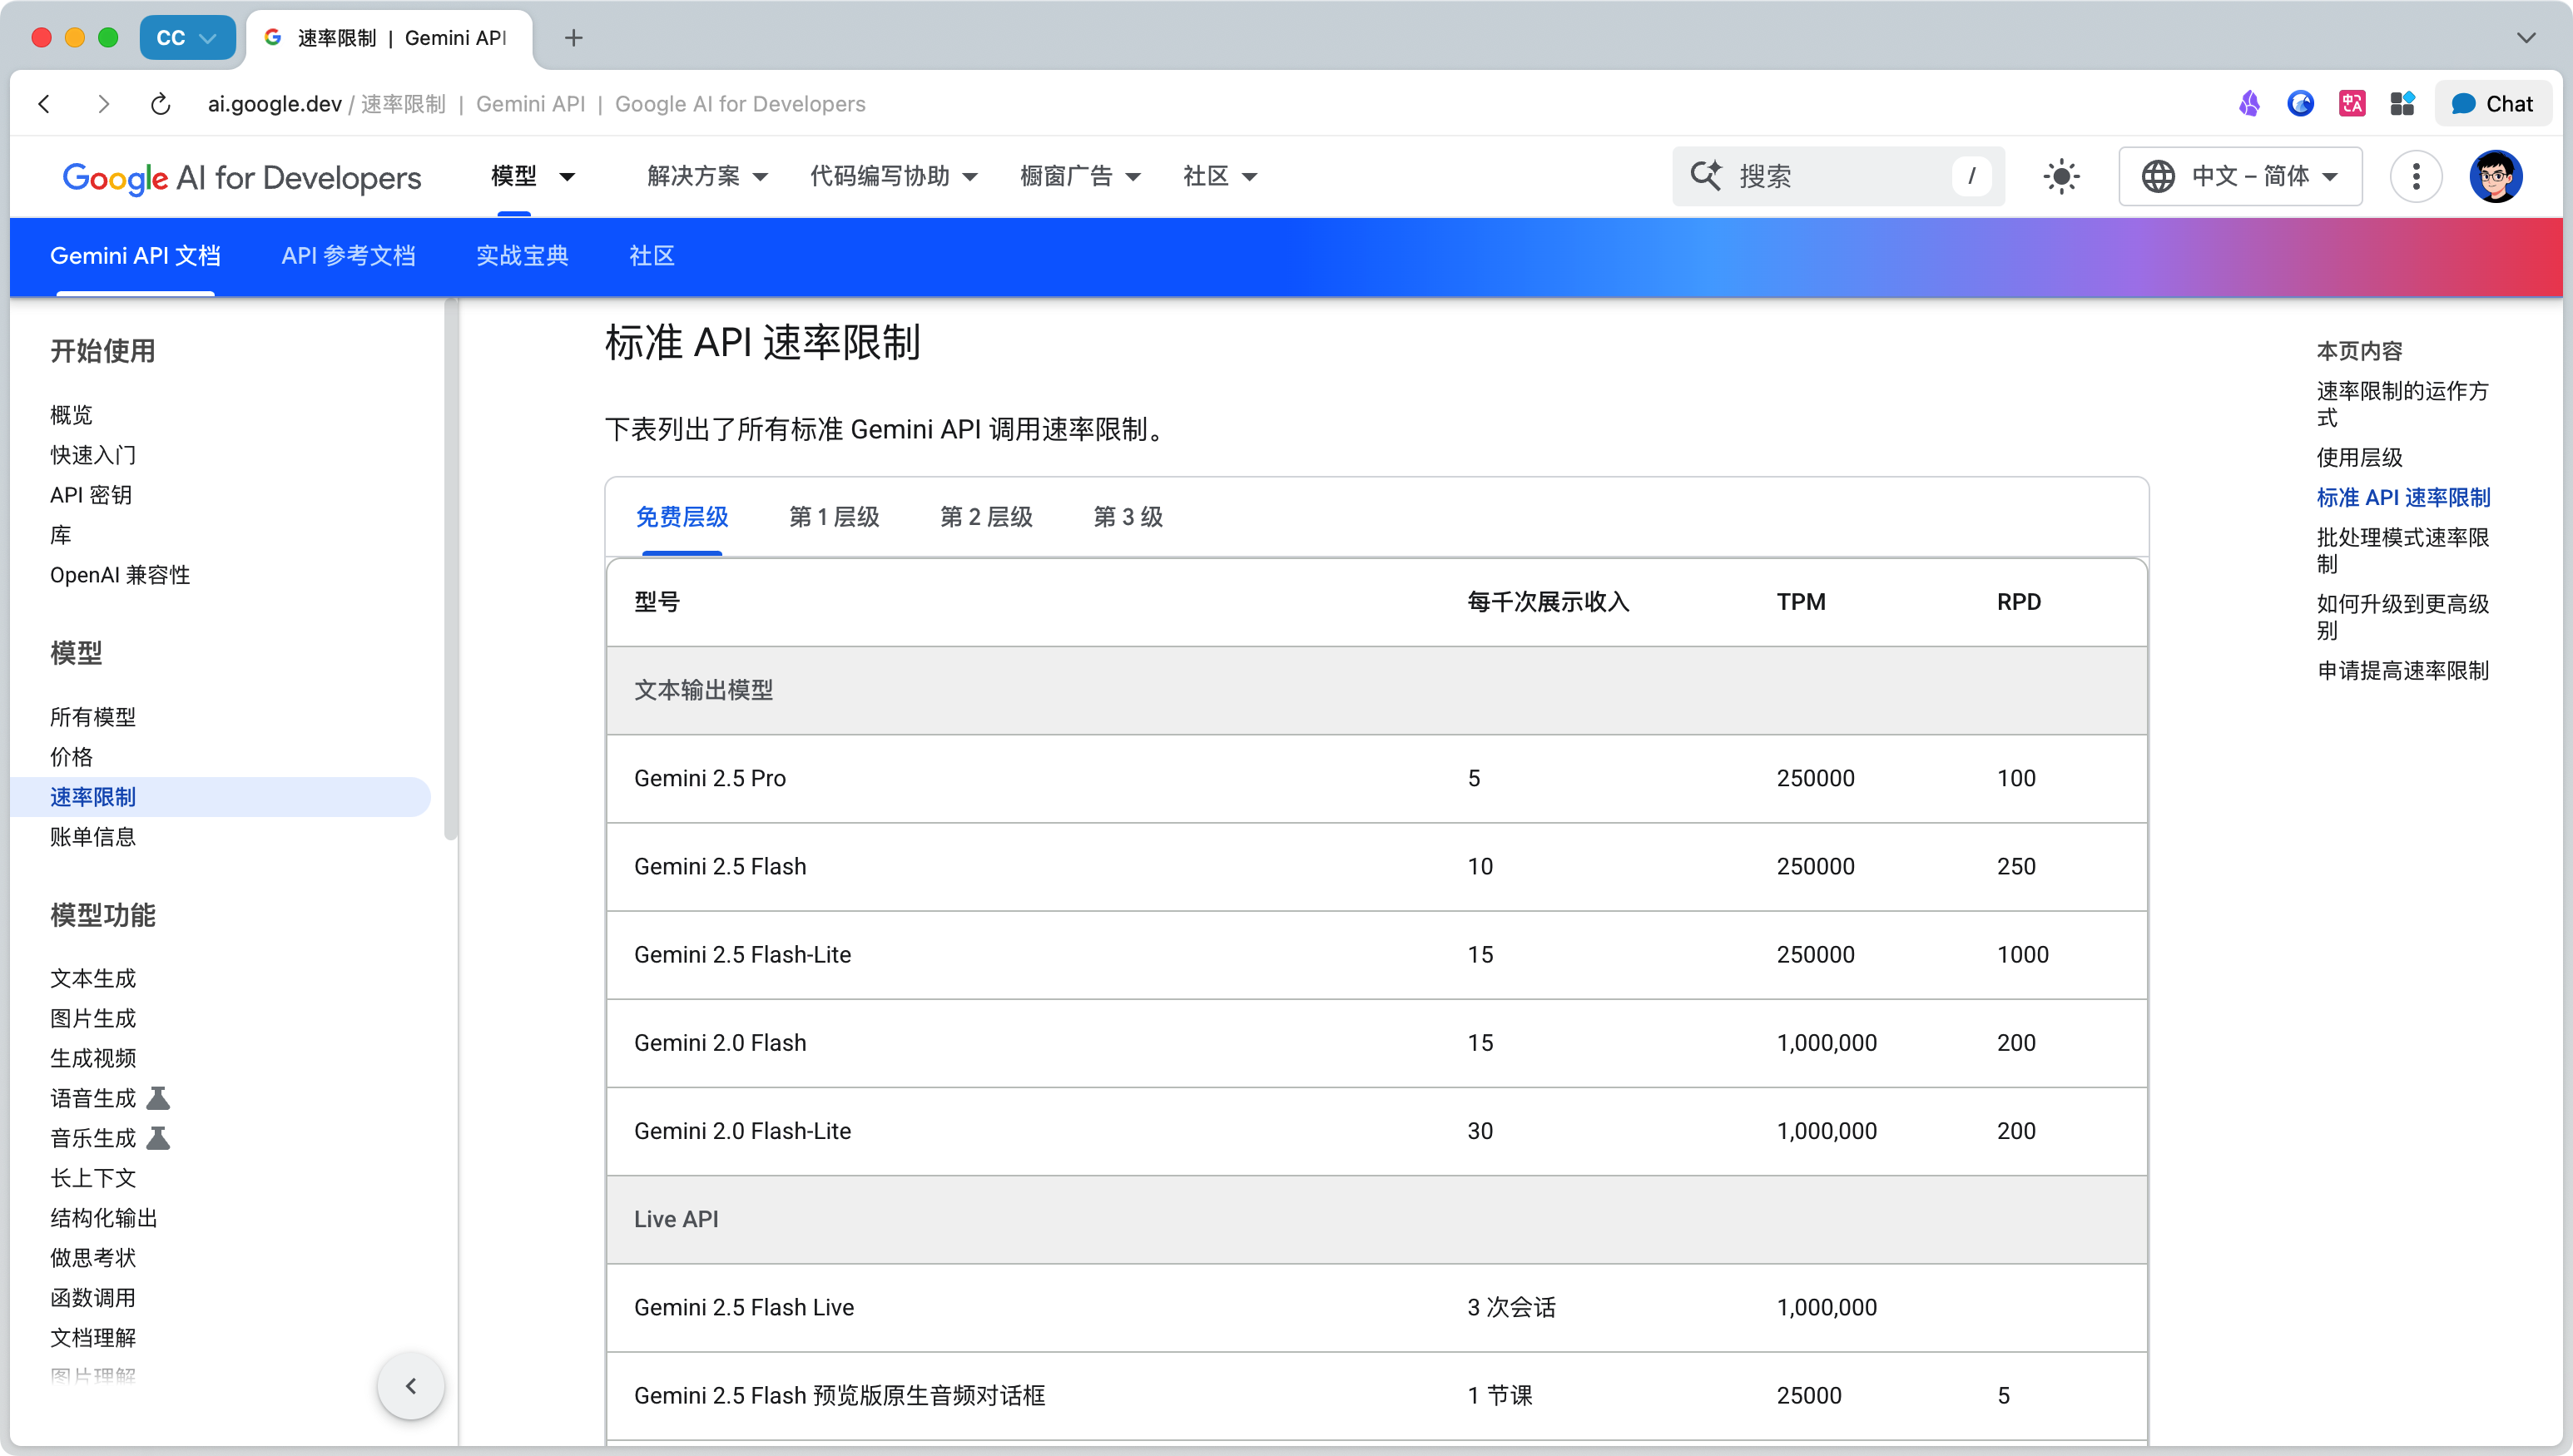 CC
速率限制 | Gemini API
ai.google.dev / 速率限制 | Gemini API | Google AI for Developers
Chat
Google AI for Developers
模型
解决方案
代码编写协助
橱窗广告
社区
搜索
/
中文 – 简体
Gemini API 文档
API 参考文档
实战宝典
社区
开始使用
概览
快速入门
API 密钥
库
OpenAI 兼容性
模型
所有模型
价格
速率限制
账单信息
模型功能
文本生成
图片生成
生成视频
语音生成
音乐生成
长上下文
结构化输出
做思考状
函数调用
文档理解
图片理解
标准 API 速率限制
下表列出了所有标准 Gemini API 调用速率限制。
免费层级 第 1 层级 第 2 层级 第 3 级
型号 每千次展示收入 TPM RPD
文本输出模型
Gemini 2.5 Pro 5 250000 100
Gemini 2.5 Flash 10 250000 250
Gemini 2.5 Flash-Lite 15 250000 1000
Gemini 2.0 Flash 15 1,000,000 200
Gemini 2.0 Flash-Lite 30 1,000,000 200
Live API
Gemini 2.5 Flash Live 3 次会话 1,000,000
Gemini 2.5 Flash 预览版原生音频对话框 1 节课 25000 5
本页内容
速率限制的运作方
式
使用层级
标准 API 速率限制
批处理模式速率限
制
如何升级到更高级
别
申请提高速率限制